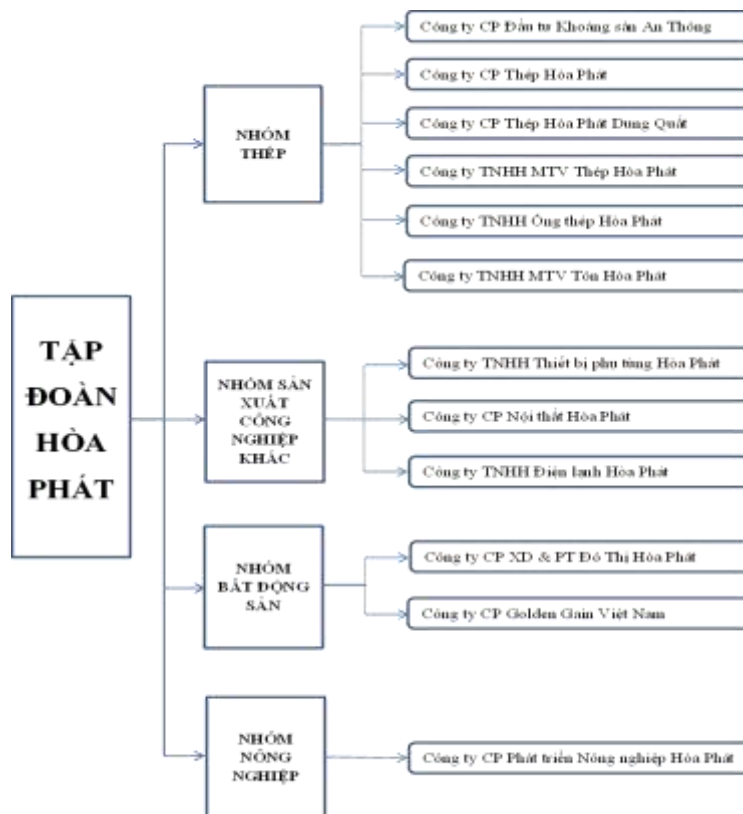 TẬP
ĐOÀN
HÒA
PHÁT
NHÓM
THÉP
Công ty CP Đầu tư Khoáng sản An Thông
Công ty CP Thép Hòa Phát
Công ty CP Thép Hòa Phát Dung Quất
Công ty TNHH MTV Thép Hòa Phát
Công ty TNHH Ống thép Hòa Phát
Công ty TNHH MTV Tôn Hòa Phát
NHÓM SẢN
XUẤT
CÔNG
NGHIỆP
KHÁC
Công ty TNHH Thiết bị phụ tùng Hòa Phát
Công ty CP Nội thất Hòa Phát
Công ty TNHH Điện lạnh Hòa Phát
NHÓM
BẤT ĐỘNG
SẢN
Công ty CP XD & PT Đô Thị Hòa Phát
Công ty CP Golden Gain Việt Nam
NHÓM
NÔNG
NGHIỆP
Công ty CP Phát triển Nông nghiệp Hòa Phát